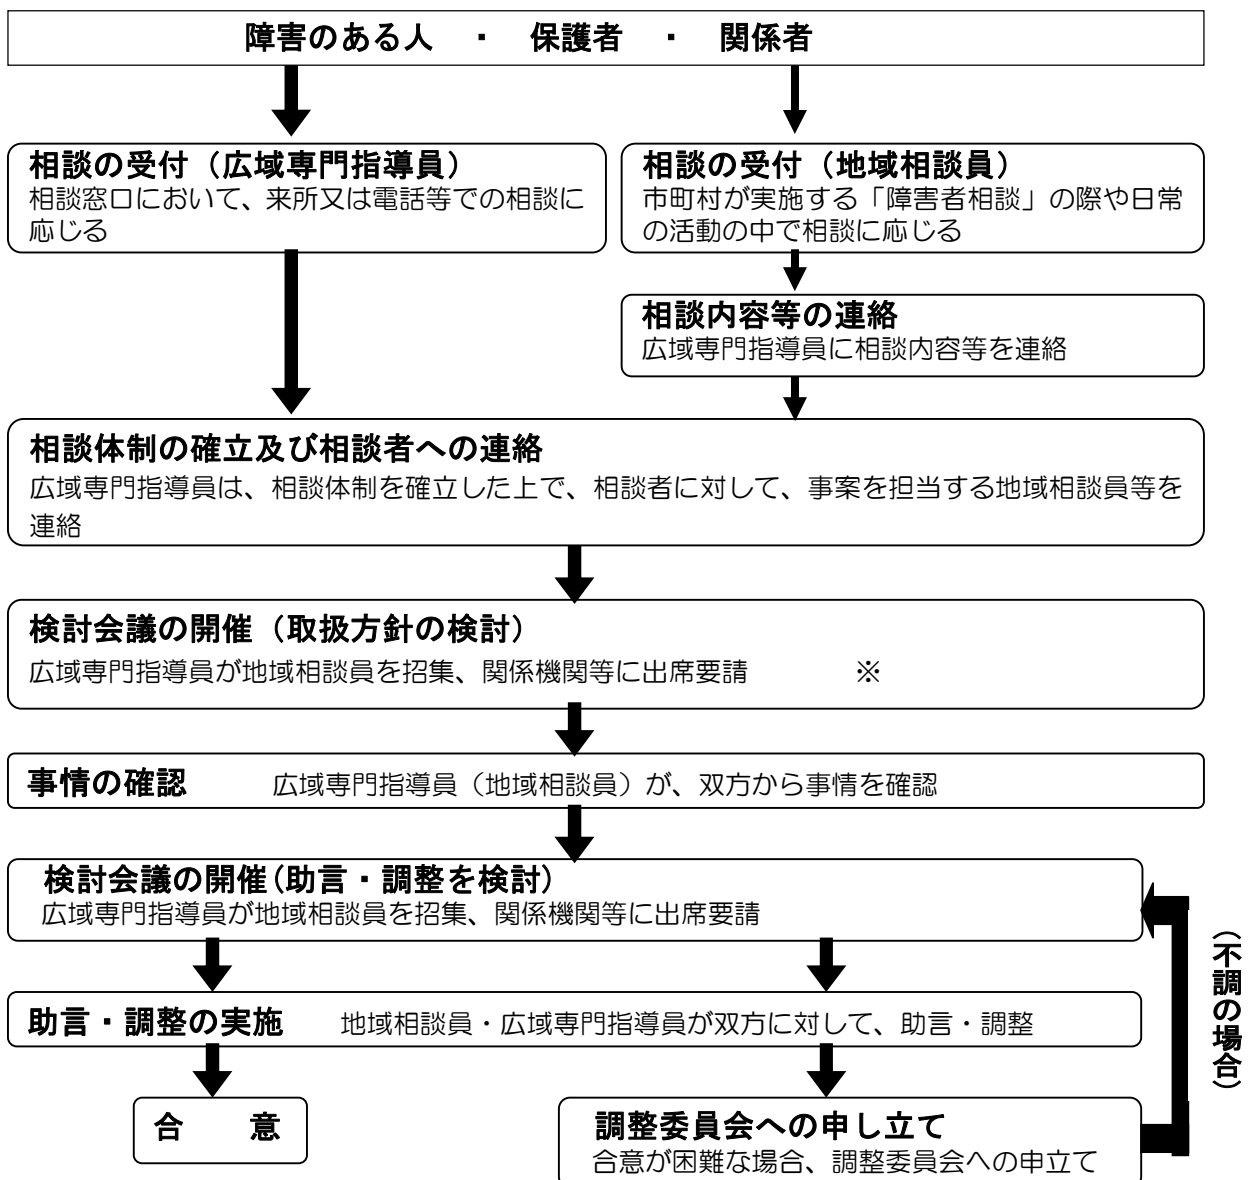 障害のある人 ・ 保護者 ・ 関係者
相談の受付（広域専門指導員）
相談窓口において、来所又は電話等での相談に
応じる
相談の受付（地域相談員）
市町村が実施する「障害者相談」の際や日常
の活動の中で相談に応じる
相談内容等の連絡
広域専門指導員に相談内容等を連絡
相談体制の確立及び相談者への連絡
広域専門指導員は、相談体制を確立した上で、相談者に対して、事案を担当する地域相談員等を
連絡
検討会議の開催（取扱方針の検討）
広域専門指導員が地域相談員を招集、関係機関等に出席要請 ※
事情の確認 広域専門指導員（地域相談員）が、双方から事情を確認
検討会議の開催(助言・調整を検討)
広域専門指導員が地域相談員を招集、関係機関等に出席要請
（不調の場合）
助言・調整の実施 地域相談員・広域専門指導員が双方に対して、助言・調整
合 意
調整委員会への申し立て
合意が困難な場合、調整委員会への申立て